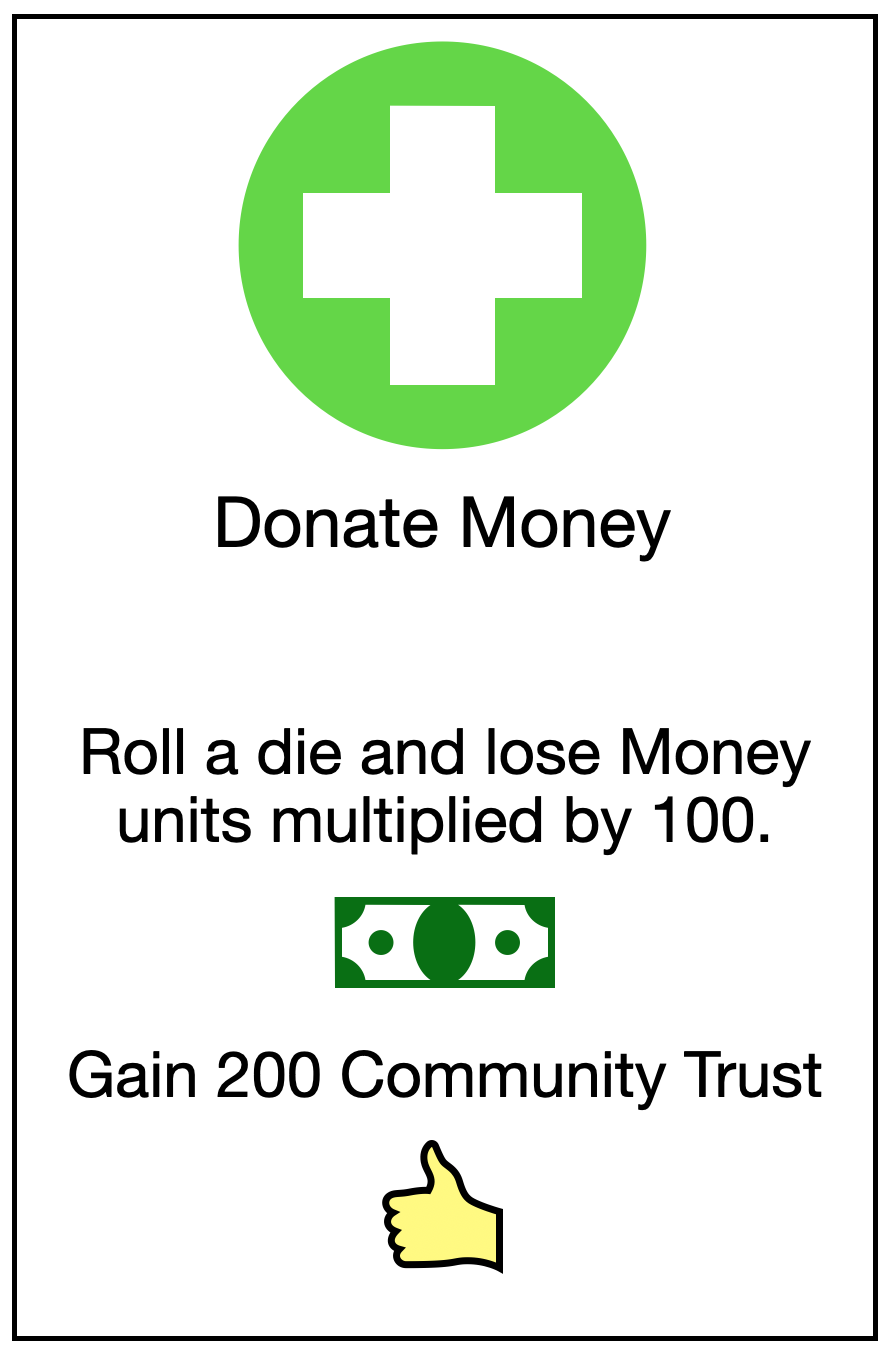 Donate Money
Roll a die and lose Money
units multiplied by 100.
Gain 200 Community Trust